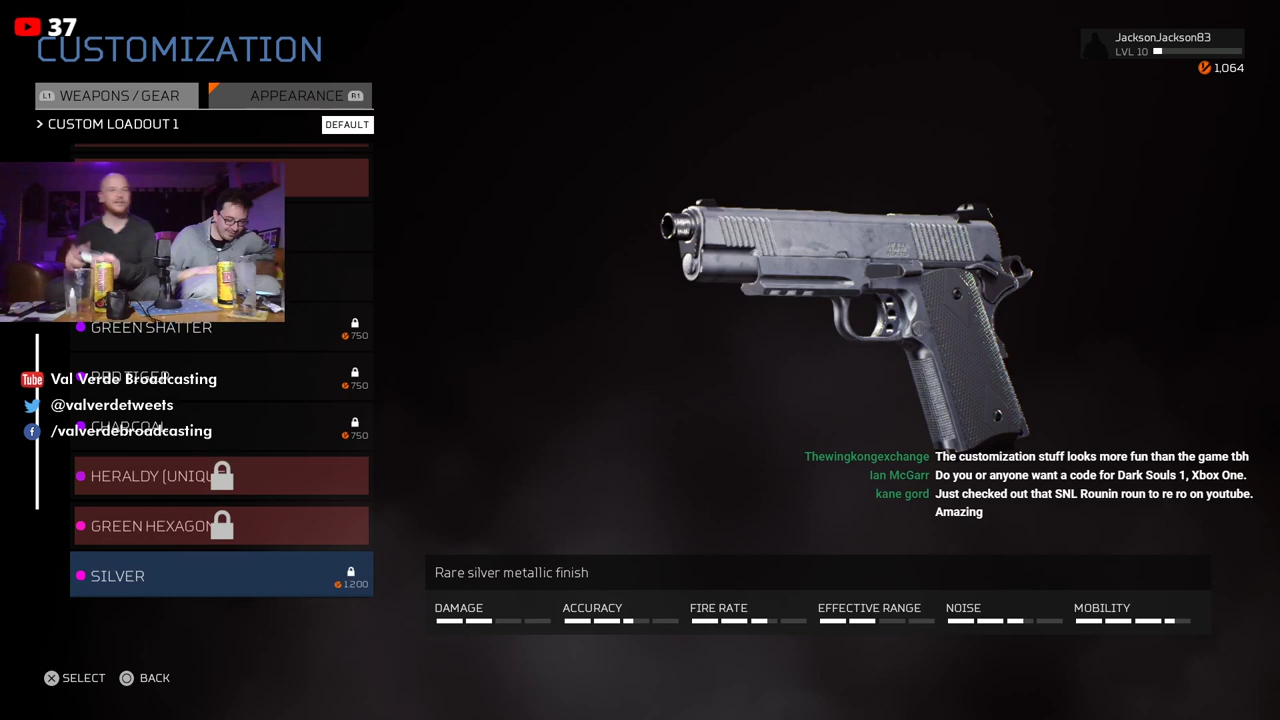 37
CUSTOMIZATION
JacksonJackson83
LVL 10
1,064
L1 WEAPONS / GEAR
APPEARANCE R1
> CUSTOM LOADOUT 1
DEFAULT
GREEN SHATTER
750
RED TIGER
750
Tube Val Verde Broadcasting
@valverdetweets
CHARCOAL
750
/valverdebroadcasting
Thewingkongexchange The customization stuff looks more fun than the game tbh
Ian McGarr Do you or anyone want a code for Dark Souls 1, Xbox One.
kane gord Just checked out that SNL Rounin roun to re ro on youtube.
Amazing
HERALDY (UNIQU
GREEN HEXAGON
SILVER
1,200
Rare silver metallic finish
DAMAGE
ACCURACY
FIRE RATE
EFFECTIVE RANGE
NOISE
MOBILITY
SELECT
BACK